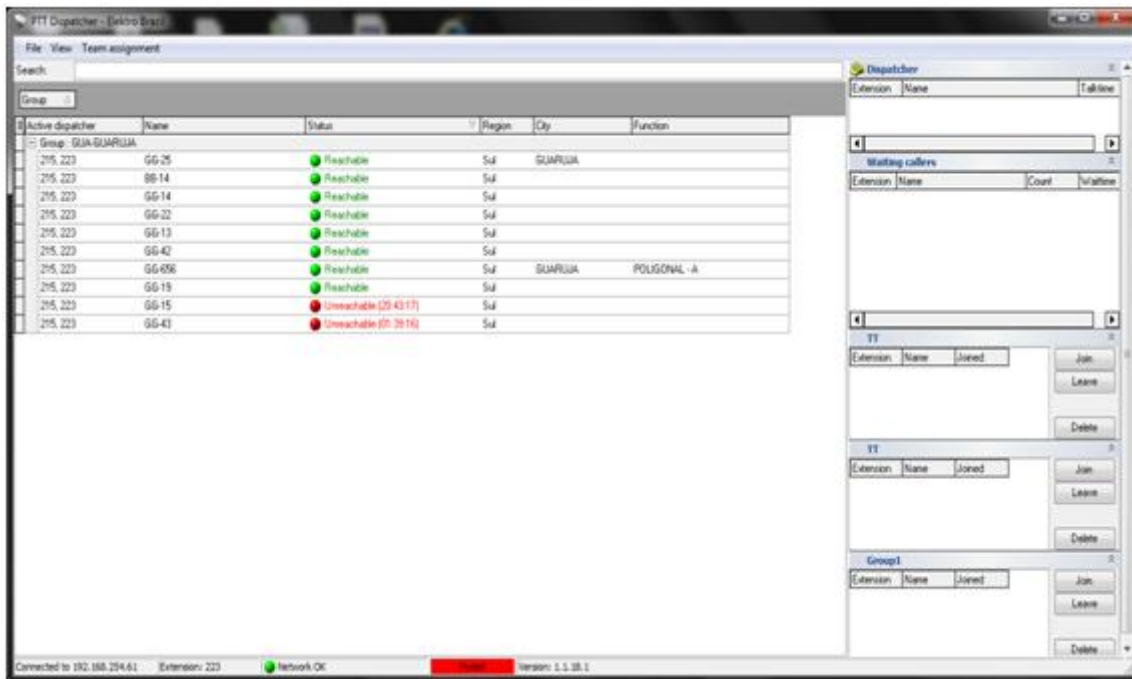 PTT Dispatcher - Elektro Brazil
File View Team assignment
Search:
Group
Active dispatcher Name Status Region City Function
Group : GUA-GUARUJA
215, 223 GG-25 Reachable Sul GUARUJA
215, 223 BB-14 Reachable Sul
215, 223 GG-14 Reachable Sul
215, 223 GG-22 Reachable Sul
215, 223 GG-13 Reachable Sul
215, 223 GG-42 Reachable Sul
215, 223 GG-656 Reachable Sul GUARUJA POLIGONAL - A
215, 223 GG-19 Reachable Sul
215, 223 GG-15 Unreachable (20:43:17) Sul
215, 223 GG-43 Unreachable (01:39:16) Sul
Dispatcher
Extension Name Talktime
Waiting callers
Extension Name Count Waittime
TT
Extension Name Joined
Join
Leave
Delete
TT
Extension Name Joined
Join
Leave
Delete
Group1
Extension Name Joined
Join
Leave
Delete
Connected to 192.168.254.61 Extension: 223 Network OK Version: 1.1.18.1